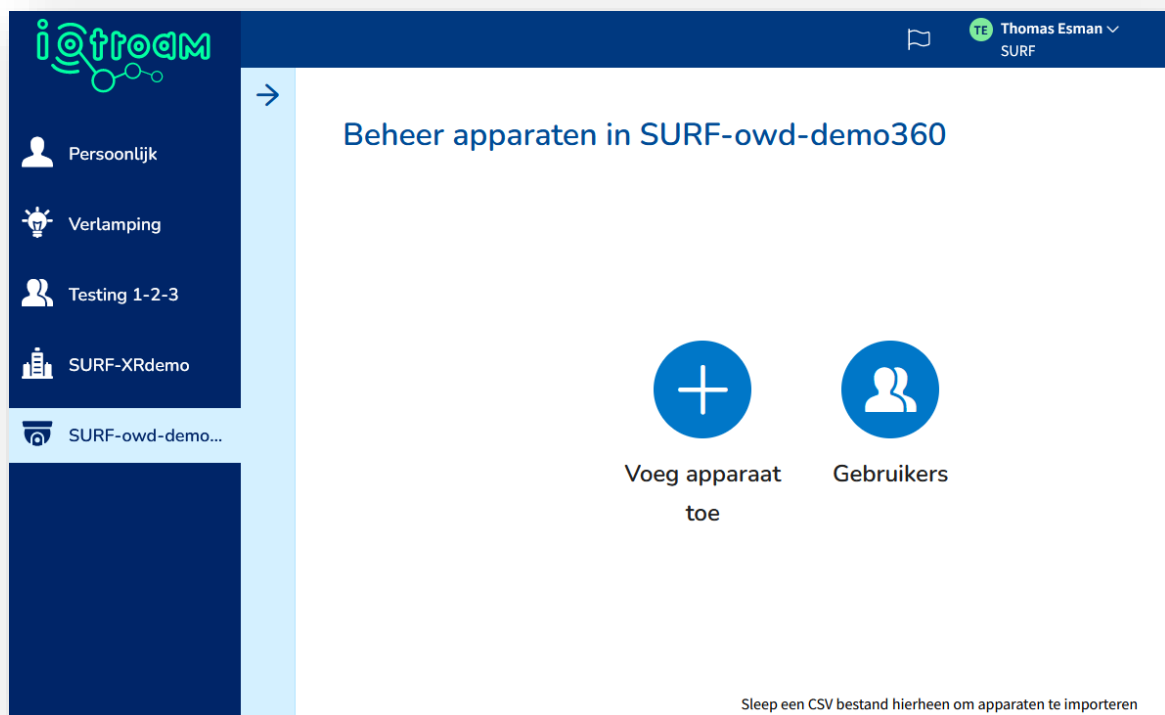 iotroam
TE Thomas Esman
SURF
Persoonlijk
Verlamping
Testing 1-2-3
SURF-XRdemo
SURF-owd-demo...
Beheer apparaten in SURF-owd-demo360
Voeg apparaat
toe
Gebruikers
Sleep een CSV bestand hierheen om apparaten te importeren